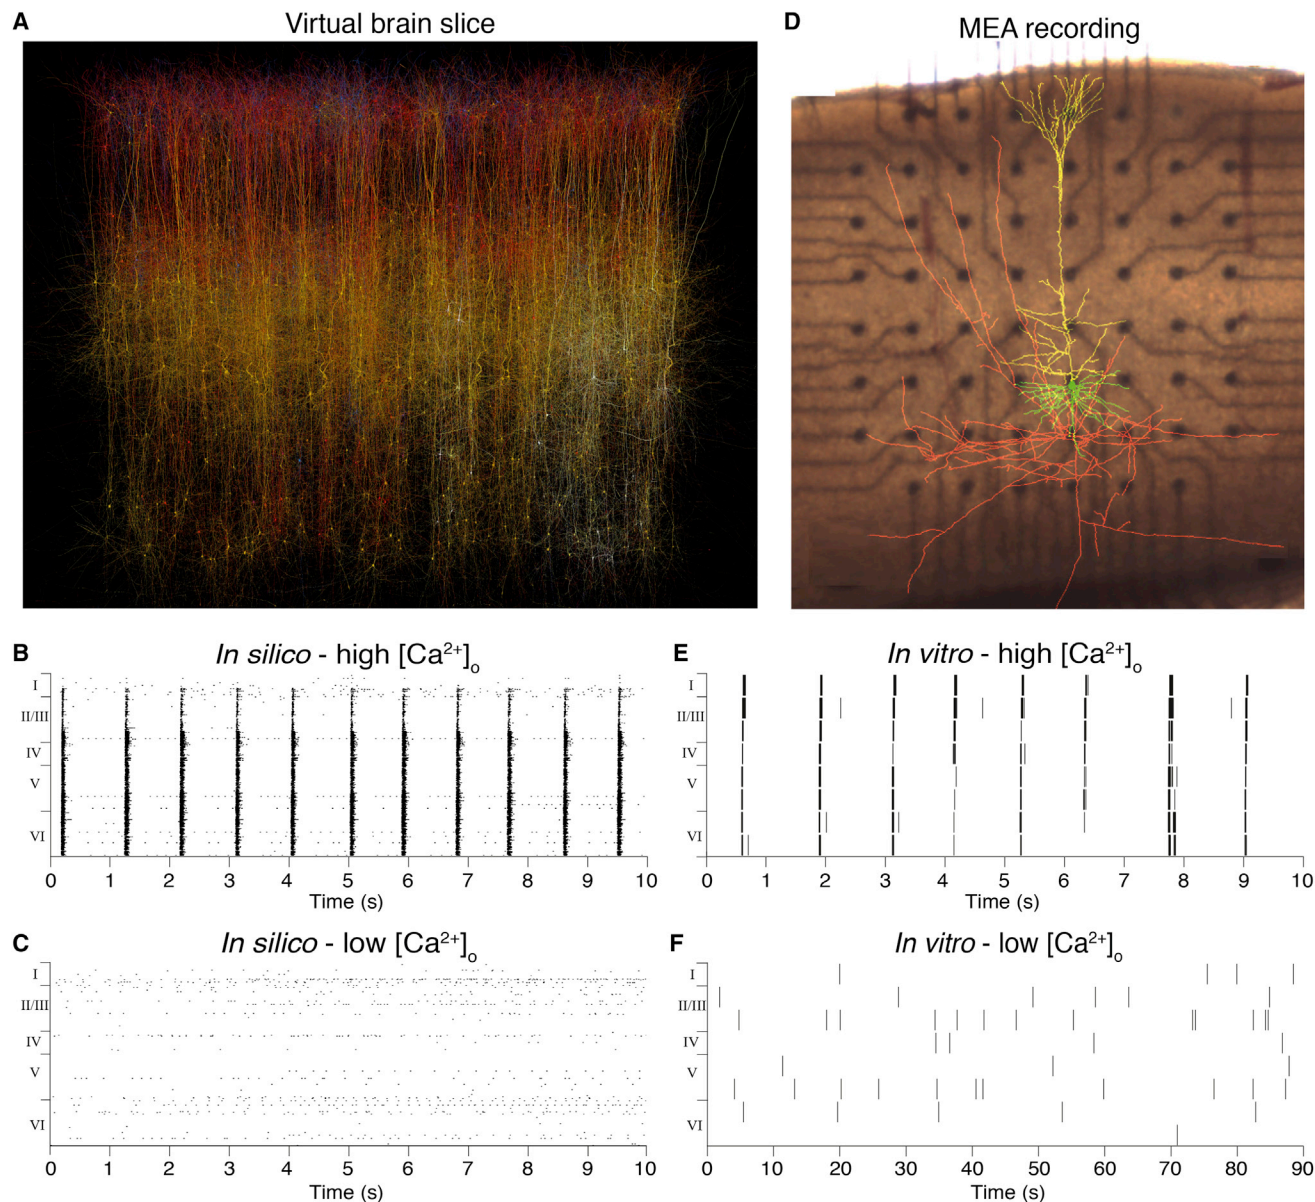 A
Virtual brain slice
D
MEA recording
B
In silico - high [Ca²⁺]ₒ
I
II/III
IV
V
VI
0 1 2 3 4 5 6 7 8 9 10
Time (s)
E
In vitro - high [Ca²⁺]ₒ
I
II/III
IV
V
VI
0 1 2 3 4 5 6 7 8 9 10
Time (s)
C
In silico - low [Ca²⁺]ₒ
I
II/III
IV
V
VI
0 1 2 3 4 5 6 7 8 9 10
Time (s)
F
In vitro - low [Ca²⁺]ₒ
I
II/III
IV
V
VI
0 10 20 30 40 50 60 70 80 90
Time (s)